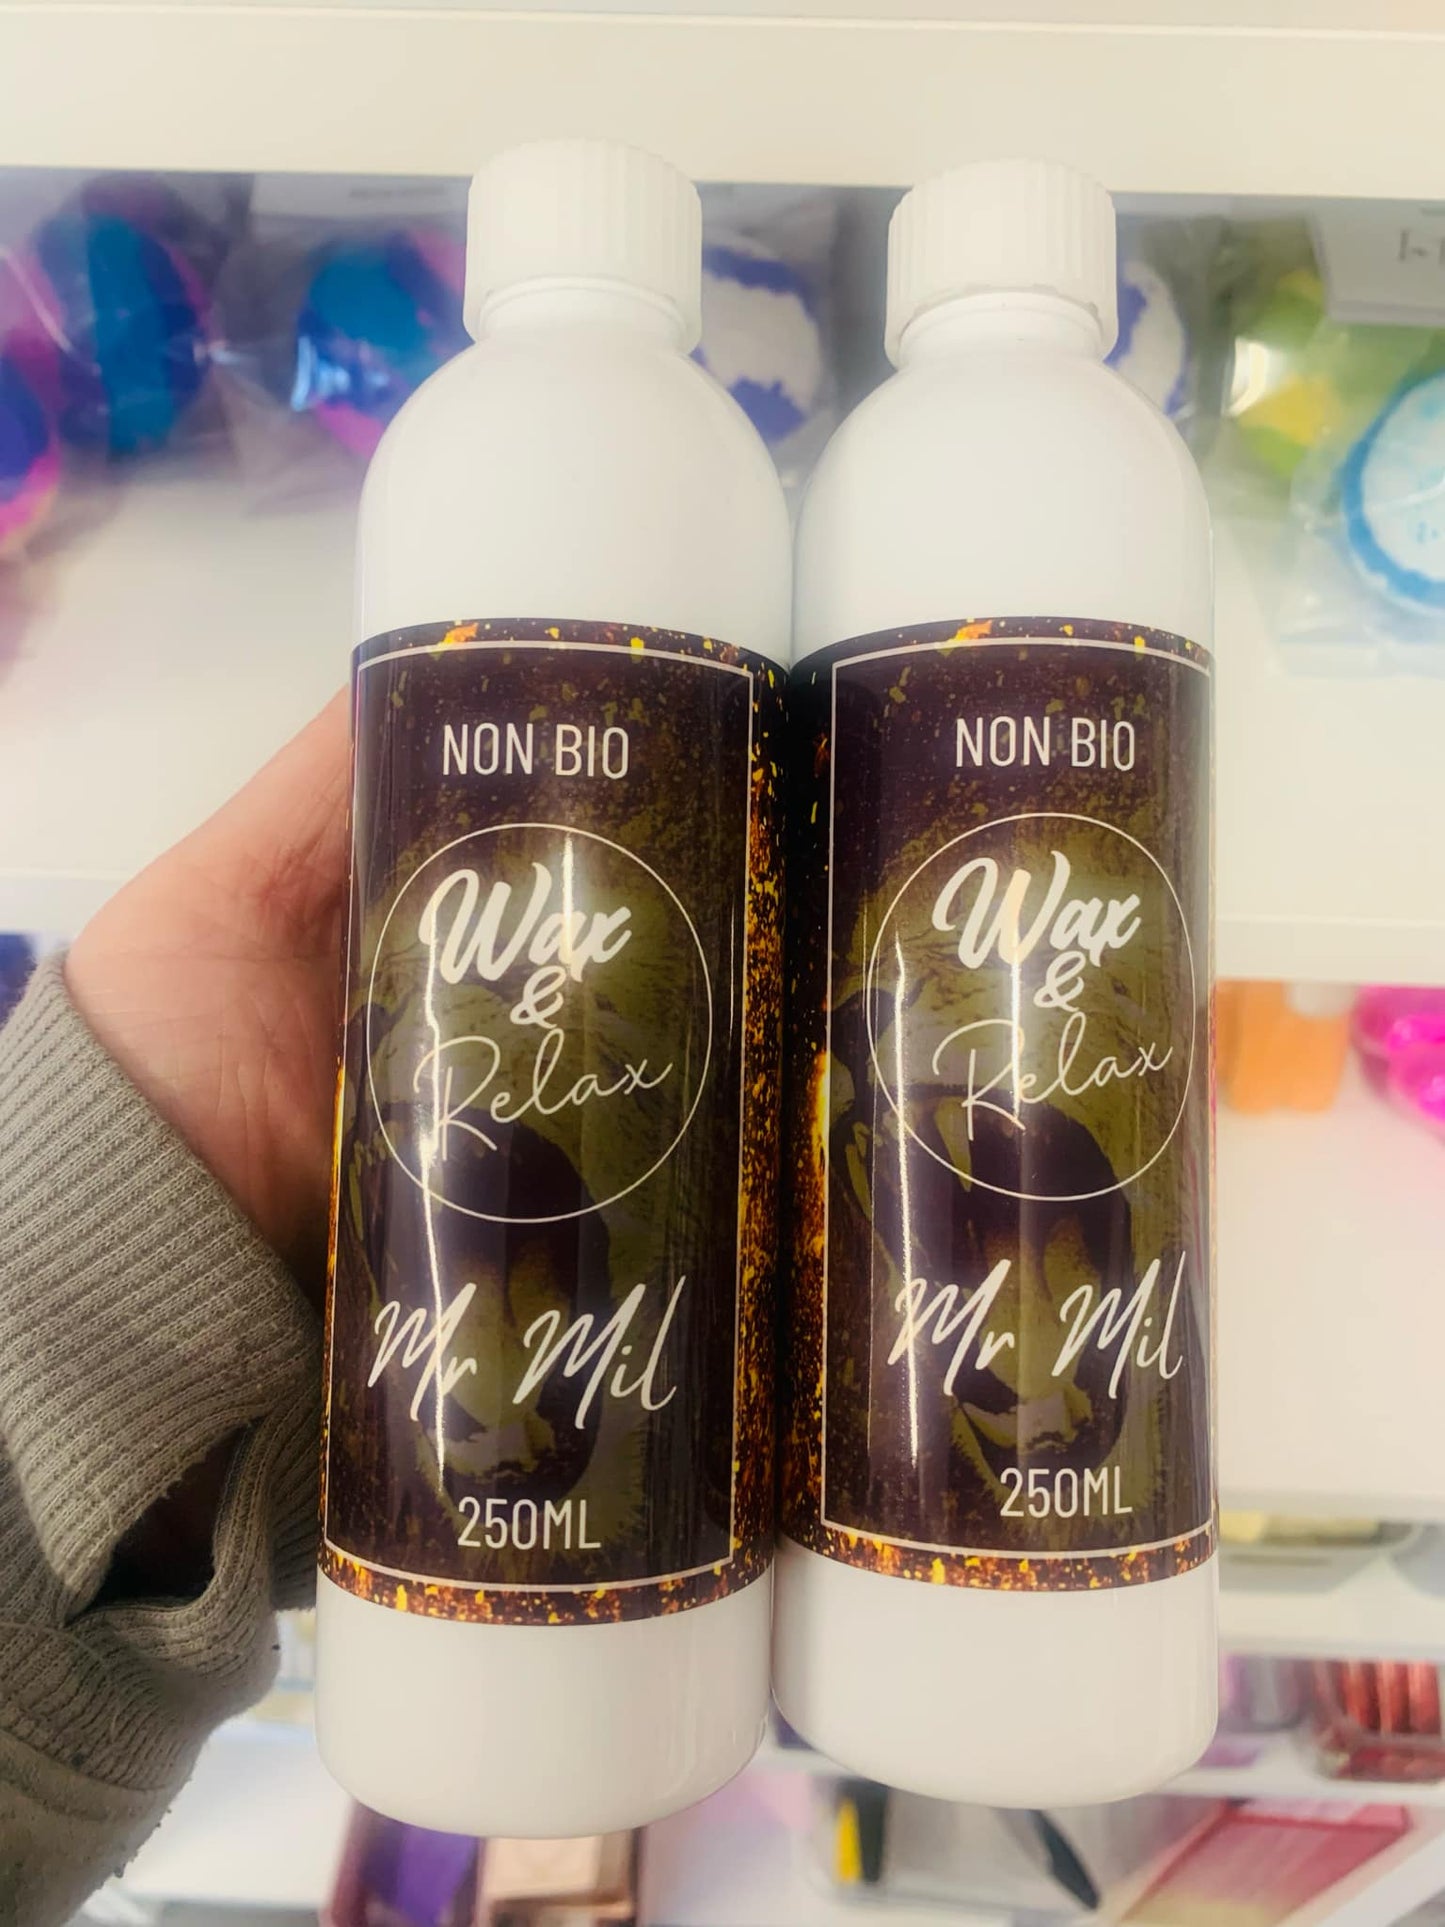 NON BIO
Wax
&
Relax
Mr Mil
250ML
NON BIO
Wax
&
Relax
Mr Mil
250ML